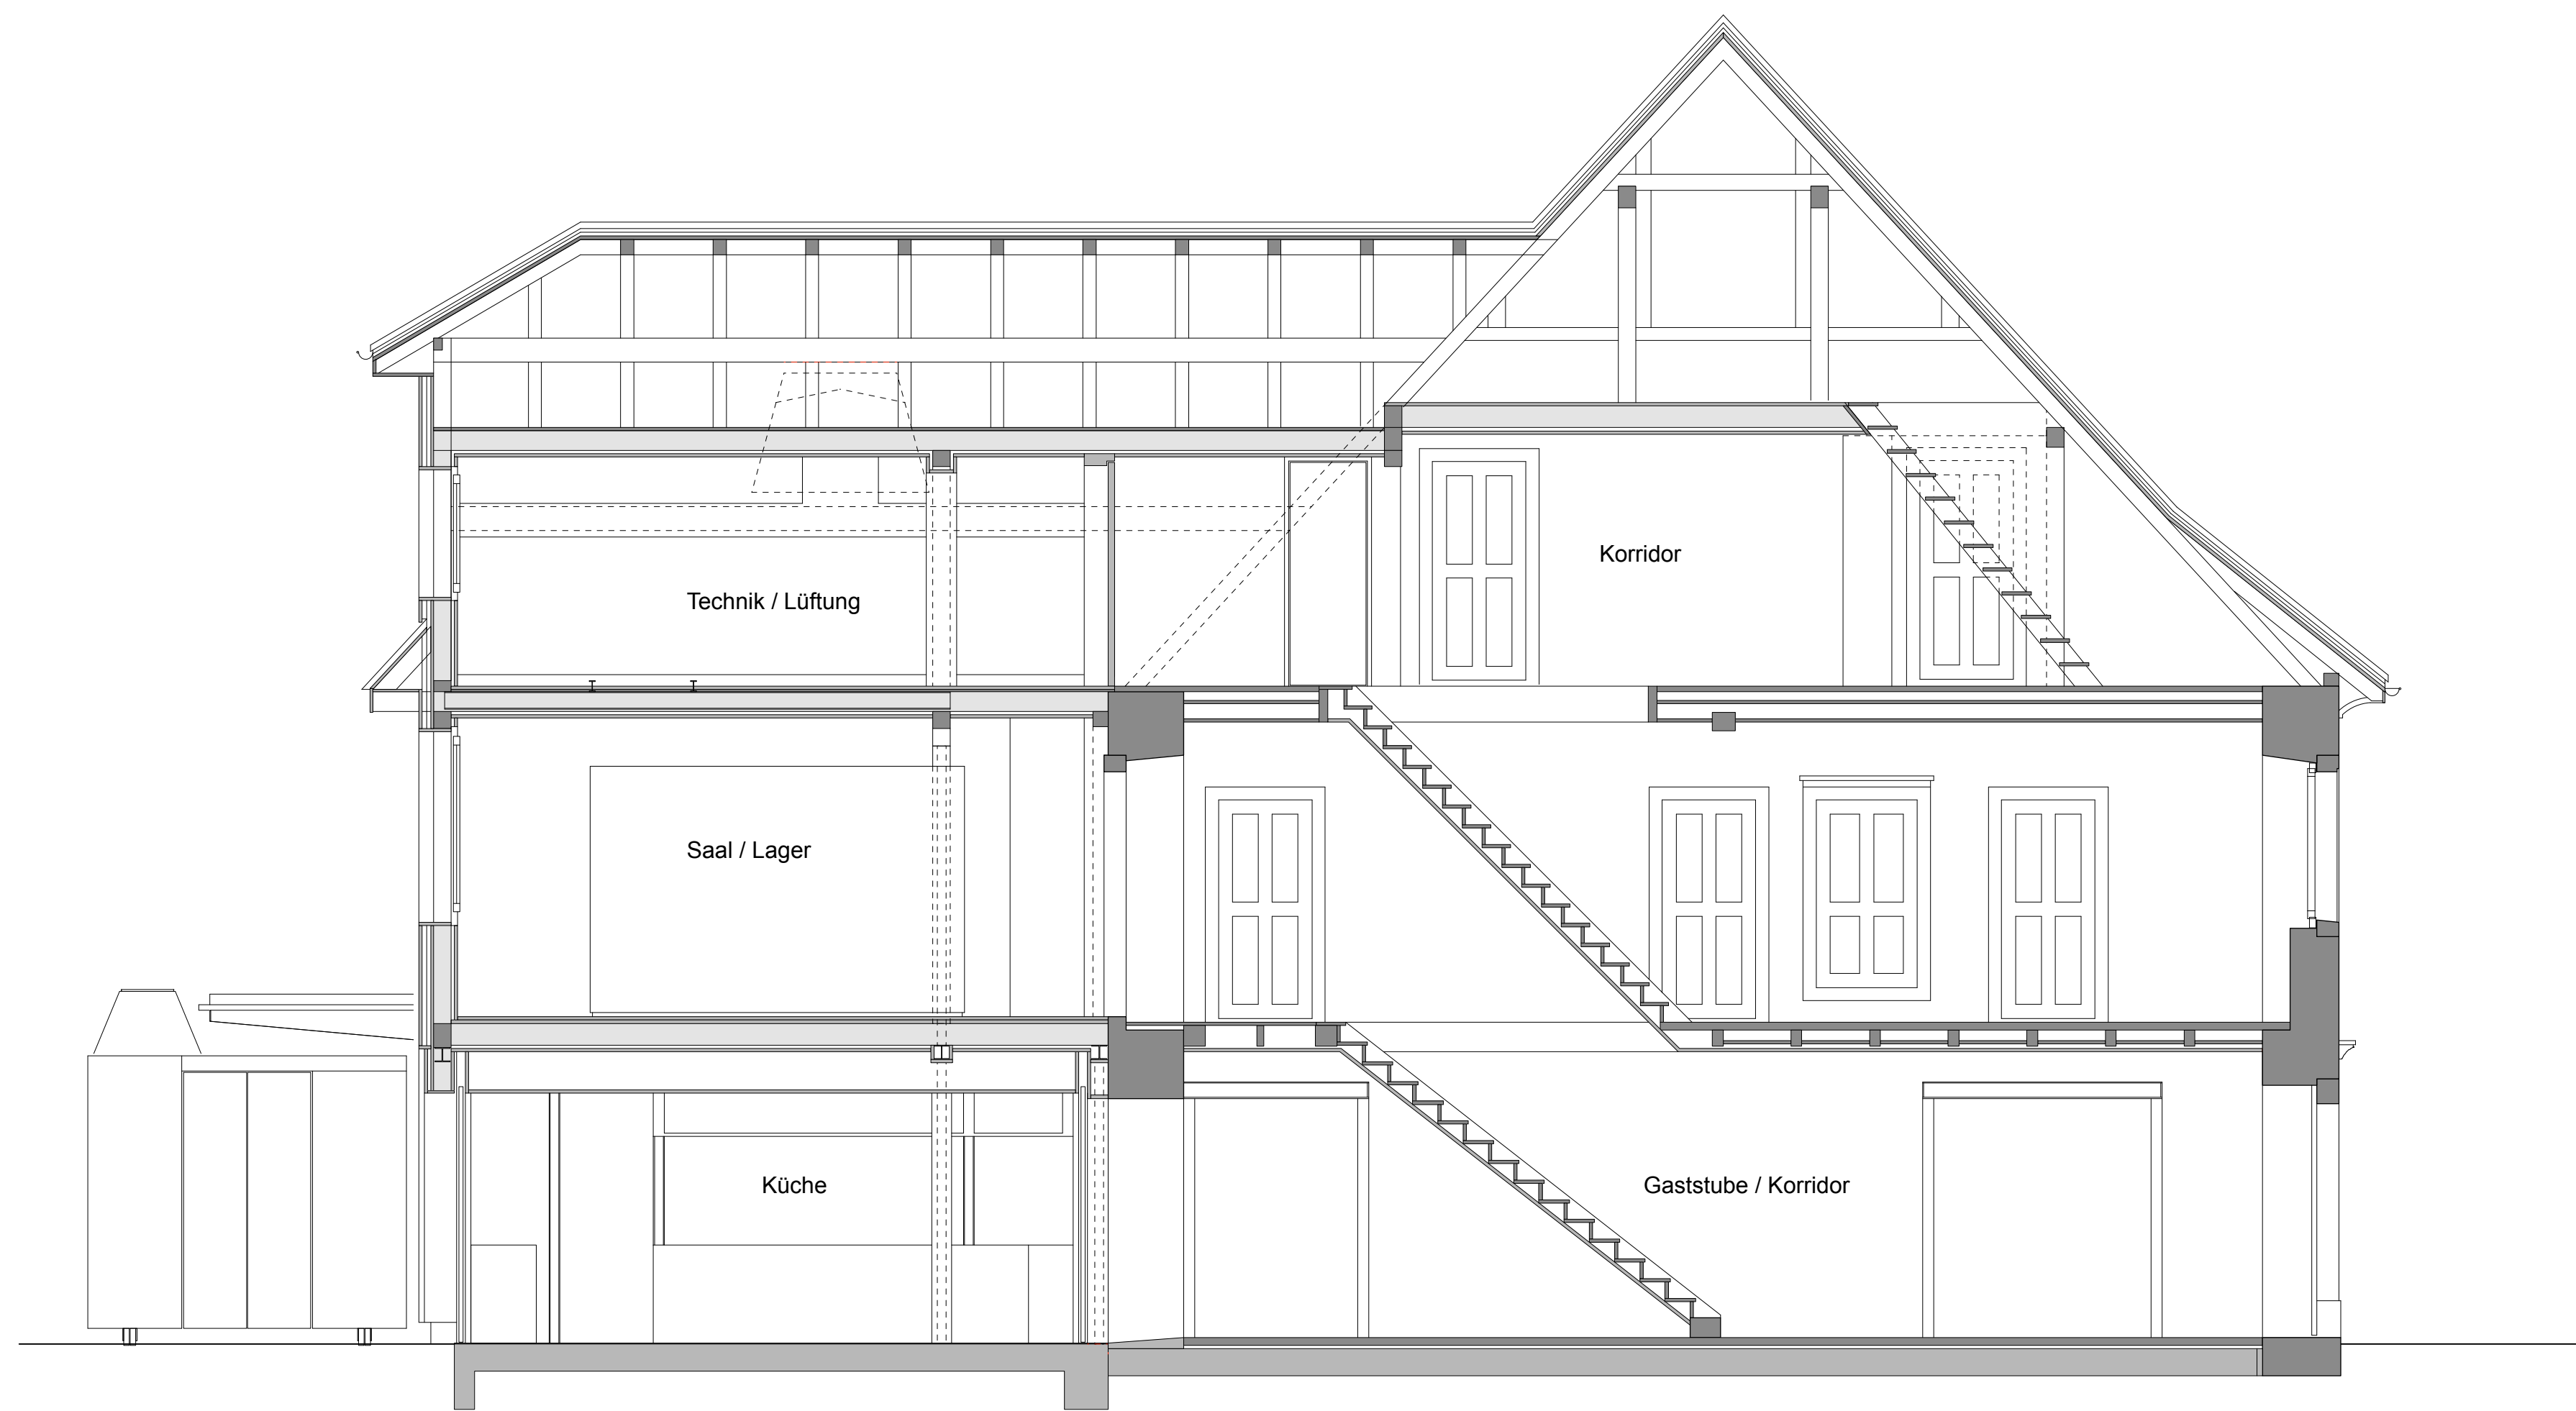 Korridor
Technik / Lüftung
Saal / Lager
Küche
Gaststube / Korridor